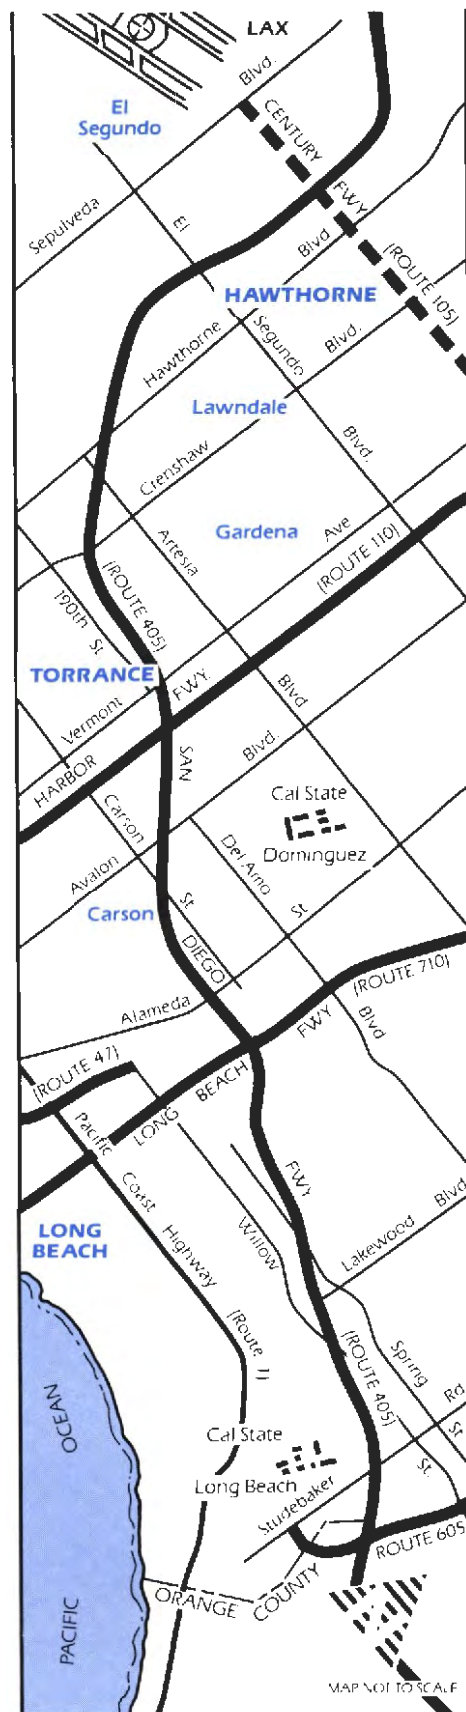 LAX
Blvd.
El
Segundo
CENTURY
FWY
(ROUTE 105)
Sepulveda
El
Segundo
Blvd.
HAWTHORNE
Hawthorne
Blvd
Lawndale
Crenshaw
Blvd.
Gardena
Artesia
Blvd
Vermont
Ave
(ROUTE 110)
(ROUTE 405)
190th St
TORRANCE
HARBOR
FWY.
SAN
DIEGO
FWY
Carson
St
Avalon
Blvd.
Cal State
Dominguez
Del Amo
Blvd
Carson
Alameda
St
(ROUTE 710)
(ROUTE 47)
LONG
BEACH
FWY
Pacific
Coast
Highway
(Route 1)
LONG
BEACH
Willow
St.
Lakewood
Blvd
(ROUTE 405)
Spring
St
OCEAN
PACIFIC
Cal State
Long Beach
Studebaker
Rd
ROUTE 605
ORANGE
COUNTY
MAP NOT TO SCALE